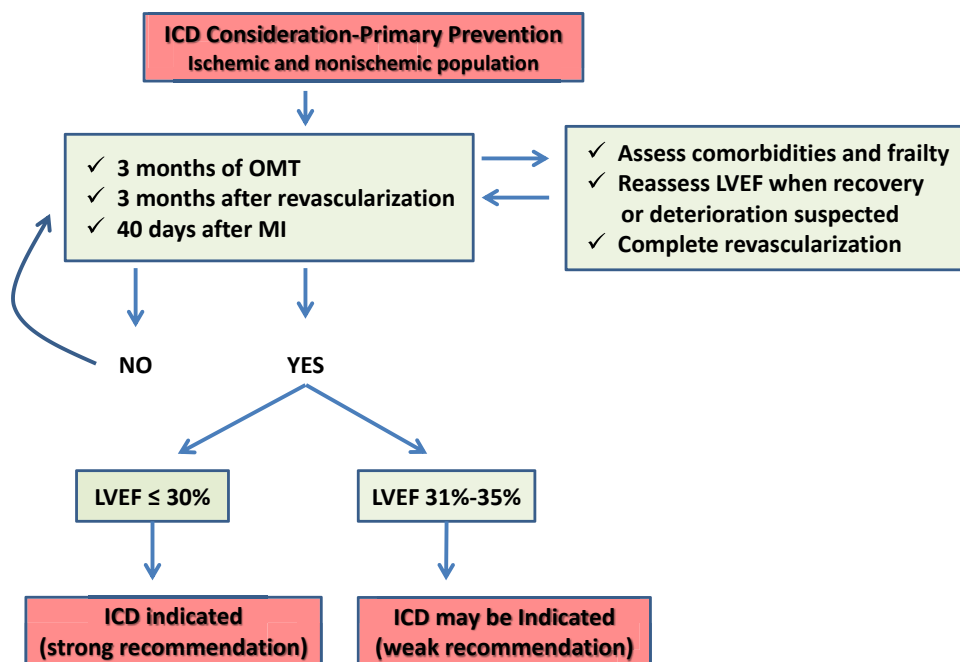 ICD Consideration-Primary Prevention
Ischemic and nonischemic population
✓ 3 months of OMT
✓ 3 months after revascularization
✓ 40 days after MI
✓ Assess comorbidities and frailty
✓ Reassess LVEF when recovery
or deterioration suspected
✓ Complete revascularization
NO
YES
LVEF ≤ 30%
LVEF 31%-35%
ICD indicated
(strong recommendation)
ICD may be Indicated
(weak recommendation)